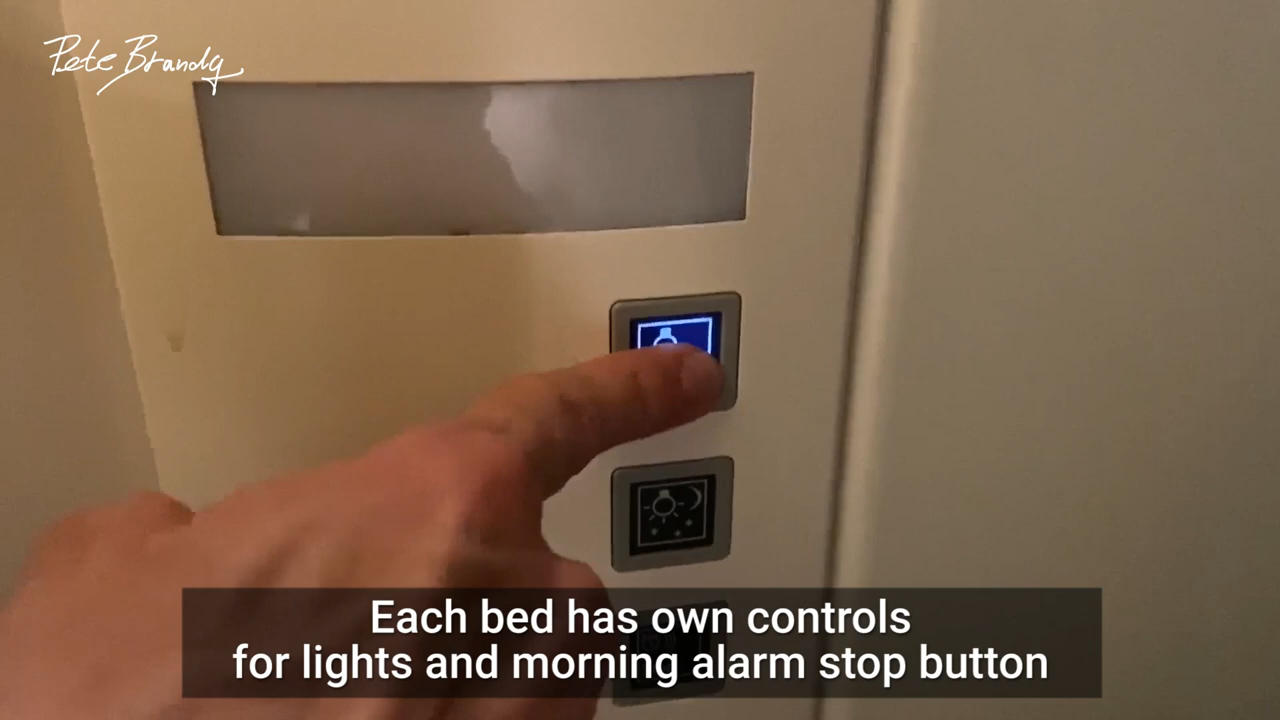 Pete Brandy
Each bed has own controls
for lights and morning alarm stop button